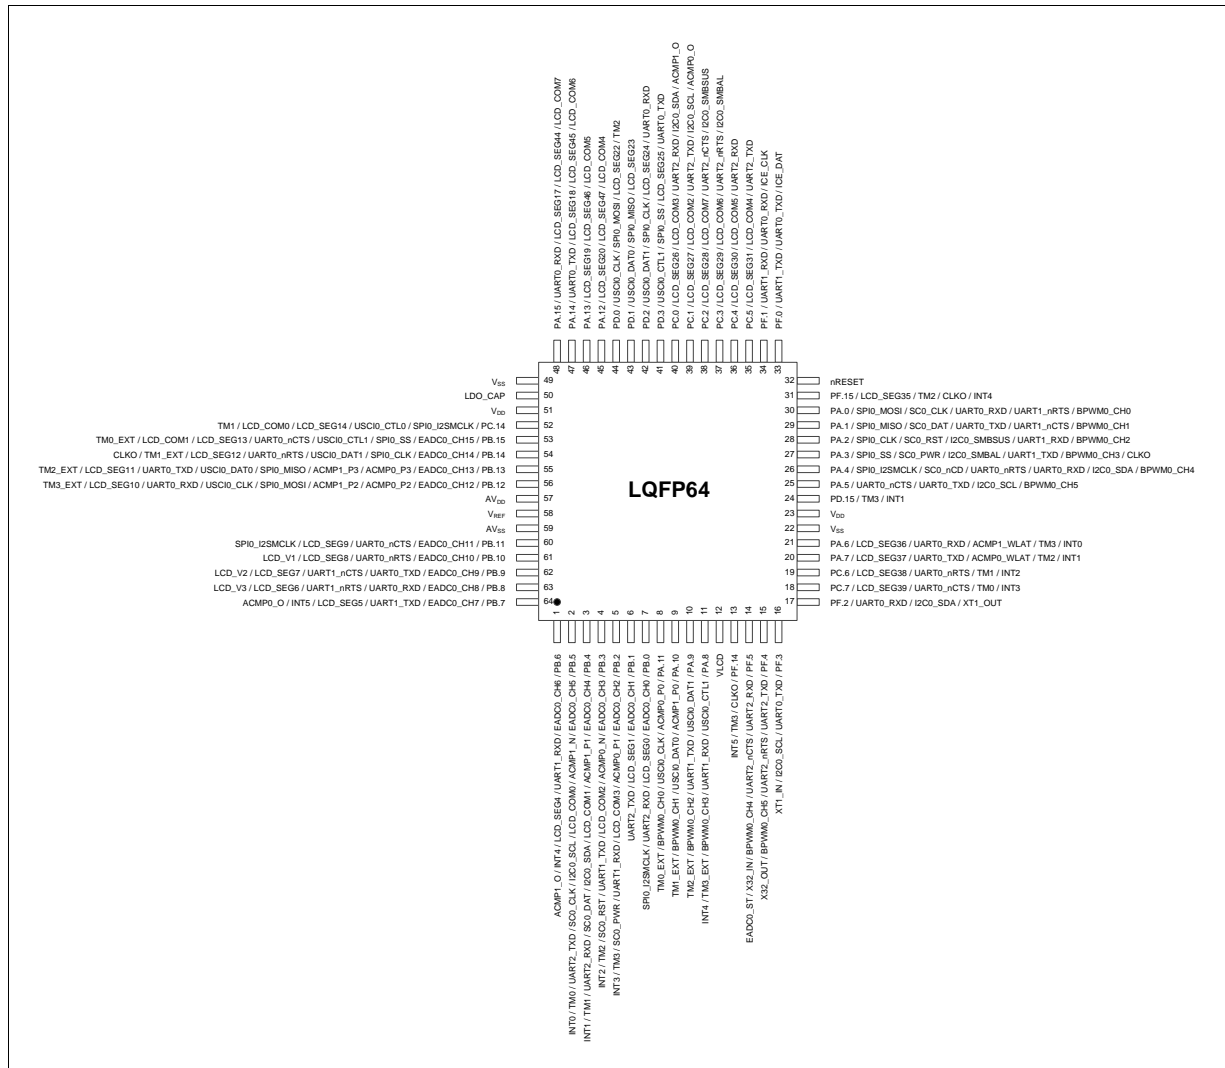 PA.15 / UART0_RXD / LCD_SEG17 / LCD_SEG44 / LCD_COM7
PA.14 / UART0_TXD / LCD_SEG18 / LCD_SEG45 / LCD_COM6
PA.13 / LCD_SEG19 / LCD_SEG46 / LCD_COM5
PA.12 / LCD_SEG20 / LCD_SEG47 / LCD_COM4
PD.0 / USCI0_CLK / SPI0_MOSI / LCD_SEG22 / TM2
PD.1 / USCI0_DAT0 / SPI0_MISO / LCD_SEG23
PD.2 / USCI0_DAT1 / SPI0_CLK / LCD_SEG24 / UART0_RXD
PD.3 / USCI0_CTL1 / SPI0_SS / LCD_SEG25 / UART0_TXD
PC.0 / LCD_SEG26 / LCD_COM3 / UART2_RXD / I2C0_SDA / ACMP1_O
PC.1 / LCD_SEG27 / LCD_COM2 / UART2_TXD / I2C0_SCL / ACMP0_O
PC.2 / LCD_SEG28 / LCD_COM7 / UART2_nCTS / I2C0_SMBSUS
PC.3 / LCD_SEG29 / LCD_COM6 / UART2_nRTS / I2C0_SMBAL
PC.4 / LCD_SEG30 / LCD_COM5 / UART2_RXD
PC.5 / LCD_SEG31 / LCD_COM4 / UART2_TXD
PF.1 / UART1_RXD / UART0_RXD / ICE_CLK
PF.0 / UART1_TXD / UART0_TXD / ICE_DAT
48
47
46
45
44
43
42
41
40
39
38
37
36
35
34
33
VSS 49
LDO_CAP 50
VDD 51
TM1 / LCD_COM0 / LCD_SEG14 / USCI0_CTL0 / SPI0_I2SMCLK / PC.14 52
TM0_EXT / LCD_COM1 / LCD_SEG13 / UART0_nCTS / USCI0_CTL1 / SPI0_SS / EADC0_CH15 / PB.15 53
CLKO / TM1_EXT / LCD_SEG12 / UART0_nRTS / USCI0_DAT1 / SPI0_CLK / EADC0_CH14 / PB.14 54
TM2_EXT / LCD_SEG11 / UART0_TXD / USCI0_DAT0 / SPI0_MISO / ACMP1_P3 / ACMP0_P3 / EADC0_CH13 / PB.13 55
TM3_EXT / LCD_SEG10 / UART0_RXD / USCI0_CLK / SPI0_MOSI / ACMP1_P2 / ACMP0_P2 / EADC0_CH12 / PB.12 56
AVDD 57
VREF 58
AVSS 59
SPI0_I2SMCLK / LCD_SEG9 / UART0_nCTS / EADC0_CH11 / PB.11 60
LCD_V1 / LCD_SEG8 / UART0_nRTS / EADC0_CH10 / PB.10 61
LCD_V2 / LCD_SEG7 / UART1_nCTS / UART0_TXD / EADC0_CH9 / PB.9 62
LCD_V3 / LCD_SEG6 / UART1_nRTS / UART0_RXD / EADC0_CH8 / PB.8 63
ACMP0_O / INT5 / LCD_SEG5 / UART1_TXD / EADC0_CH7 / PB.7 64
LQFP64
32 nRESET
31 PF.15 / LCD_SEG35 / TM2 / CLKO / INT4
30 PA.0 / SPI0_MOSI / SC0_CLK / UART0_RXD / UART1_nRTS / BPWM0_CH0
29 PA.1 / SPI0_MISO / SC0_DAT / UART0_TXD / UART1_nCTS / BPWM0_CH1
28 PA.2 / SPI0_CLK / SC0_RST / I2C0_SMBSUS / UART1_RXD / BPWM0_CH2
27 PA.3 / SPI0_SS / SC0_PWR / I2C0_SMBAL / UART1_TXD / BPWM0_CH3 / CLKO
26 PA.4 / SPI0_I2SMCLK / SC0_nCD / UART0_nRTS / UART0_RXD / I2C0_SDA / BPWM0_CH4
25 PA.5 / UART0_nCTS / UART0_TXD / I2C0_SCL / BPWM0_CH5
24 PD.15 / TM3 / INT1
23 VDD
22 VSS
21 PA.6 / LCD_SEG36 / UART0_RXD / ACMP1_WLAT / TM3 / INT0
20 PA.7 / LCD_SEG37 / UART0_TXD / ACMP0_WLAT / TM2 / INT1
19 PC.6 / LCD_SEG38 / UART0_nRTS / TM1 / INT2
18 PC.7 / LCD_SEG39 / UART0_nCTS / TM0 / INT3
17 PF.2 / UART0_RXD / I2C0_SDA / XT1_OUT
1
2
3
4
5
6
7
8
9
10
11
12
13
14
15
16
ACMP1_O / INT4 / LCD_SEG4 / UART1_RXD / EADC0_CH6 / PB.6
INT0 / TM0 / UART2_TXD / SC0_CLK / I2C0_SCL / LCD_COM0 / ACMP1_N / EADC0_CH5 / PB.5
INT1 / TM1 / UART2_RXD / SC0_DAT / I2C0_SDA / LCD_COM1 / ACMP1_P1 / EADC0_CH4 / PB.4
INT2 / TM2 / SC0_RST / UART1_TXD / LCD_COM2 / ACMP0_N / EADC0_CH3 / PB.3
INT3 / TM3 / SC0_PWR / UART1_RXD / LCD_COM3 / ACMP0_P1 / EADC0_CH2 / PB.2
UART2_TXD / LCD_SEG1 / EADC0_CH1 / PB.1
SPI0_I2SMCLK / UART2_RXD / LCD_SEG0 / EADC0_CH0 / PB.0
TM0_EXT / BPWM0_CH0 / USCI0_CLK / ACMP0_P0 / PA.11
TM1_EXT / BPWM0_CH1 / USCI0_DAT0 / ACMP1_P0 / PA.10
TM2_EXT / BPWM0_CH2 / UART1_TXD / USCI0_DAT1 / PA.9
INT4 / TM3_EXT / BPWM0_CH3 / UART1_RXD / USCI0_CTL1 / PA.8
VLCD
INT5 / TM3 / CLKO / PF.14
EADC0_ST / X32_IN / BPWM0_CH4 / UART2_nCTS / UART2_RXD / PF.5
X32_OUT / BPWM0_CH5 / UART2_nRTS / UART2_TXD / PF.4
XT1_IN / I2C0_SCL / UART0_TXD / PF.3